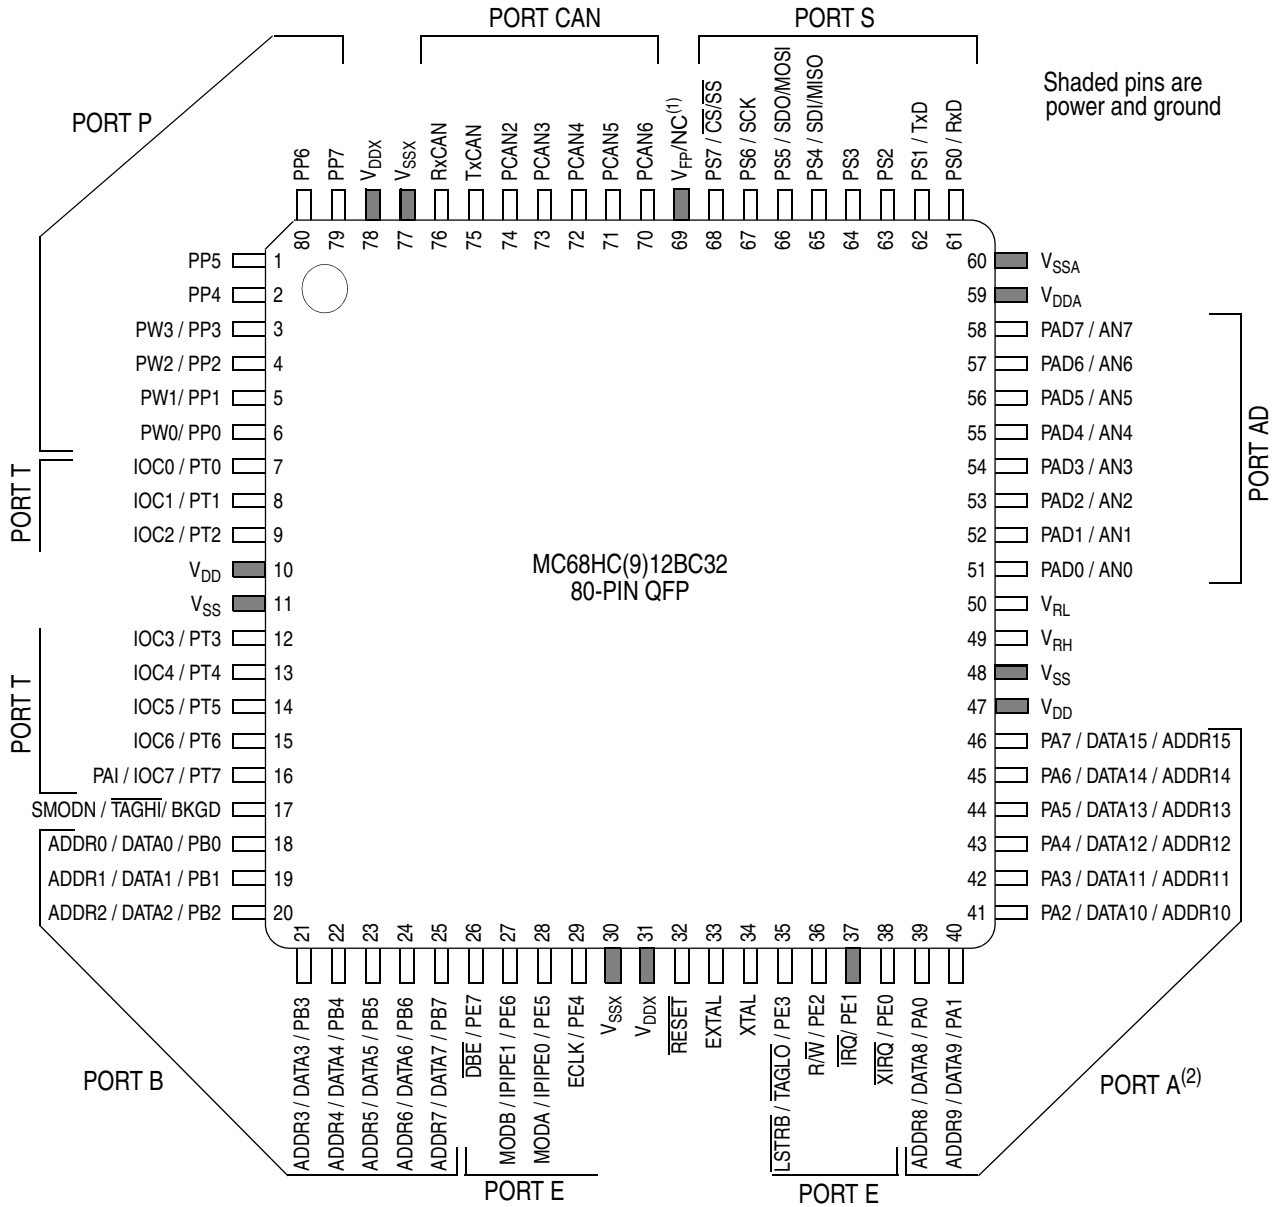 PORT CAN
PORT S
Shaded pins are
power and ground
PORT P
PP6
PP7
VDDX
VSSX
RxCAN
TxCAN
PCAN2
PCAN3
PCAN4
PCAN5
PCAN6
VFP/NC(1)
PS7 / CS/SS
PS6 / SCK
PS5 / SDO/MOSI
PS4 / SDI/MISO
PS3
PS2
PS1 / TxD
PS0 / RxD
80
79
78
77
76
75
74
73
72
71
70
69
68
67
66
65
64
63
62
61
PP5 1
PP4 2
PW3 / PP3 3
PW2 / PP2 4
PW1/ PP1 5
PW0/ PP0 6
PORT T
IOC0 / PT0 7
IOC1 / PT1 8
IOC2 / PT2 9
VDD 10
VSS 11
PORT T
IOC3 / PT3 12
IOC4 / PT4 13
IOC5 / PT5 14
IOC6 / PT6 15
PAI / IOC7 / PT7 16
SMODN / TAGHI/ BKGD 17
ADDR0 / DATA0 / PB0 18
ADDR1 / DATA1 / PB1 19
ADDR2 / DATA2 / PB2 20
MC68HC(9)12BC32
80-PIN QFP
60 VSSA
59 VDDA
58 PAD7 / AN7
57 PAD6 / AN6
56 PAD5 / AN5
55 PAD4 / AN4
54 PAD3 / AN3
53 PAD2 / AN2
52 PAD1 / AN1
51 PAD0 / AN0
PORT AD
50 VRL
49 VRH
48 VSS
47 VDD
46 PA7 / DATA15 / ADDR15
45 PA6 / DATA14 / ADDR14
44 PA5 / DATA13 / ADDR13
43 PA4 / DATA12 / ADDR12
42 PA3 / DATA11 / ADDR11
41 PA2 / DATA10 / ADDR10
21
22
23
24
25
26
27
28
29
30
31
32
33
34
35
36
37
38
39
40
ADDR3 / DATA3 / PB3
ADDR4 / DATA4 / PB4
ADDR5 / DATA5 / PB5
ADDR6 / DATA6 / PB6
ADDR7 / DATA7 / PB7
DBE / PE7
MODB / IPIPE1 / PE6
MODA / IPIPE0 / PE5
ECLK / PE4
VSSX
VDDX
RESET
EXTAL
XTAL
LSTRB / TAGLO / PE3
R/W / PE2
IRQ/ PE1
XIRQ / PE0
ADDR8 / DATA8 / PA0
ADDR9 / DATA9 / PA1
PORT B
PORT A(2)
PORT E
PORT E